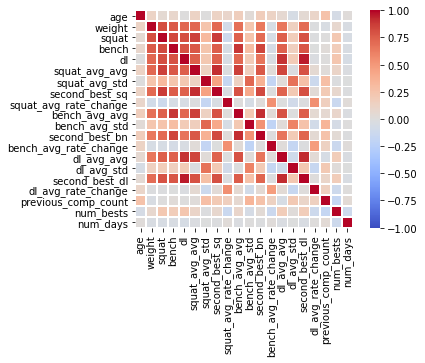 age
weight
squat
bench
dl
squat_avg_avg
squat_avg_std
second_best_sq
squat_avg_rate_change
bench_avg_avg
bench_avg_std
second_best_bn
bench_avg_rate_change
dl_avg_avg
dl_avg_std
second_best_dl
dl_avg_rate_change
previous_comp_count
num_bests
num_days
age
weight
squat
bench
dl
squat_avg_avg
squat_avg_std
second_best_sq
squat_avg_rate_change
bench_avg_avg
bench_avg_std
second_best_bn
bench_avg_rate_change
dl_avg_avg
dl_avg_std
second_best_dl
dl_avg_rate_change
previous_comp_count
num_bests
num_days
1.00
0.75
0.50
0.25
0.00
−0.25
−0.50
−0.75
−1.00